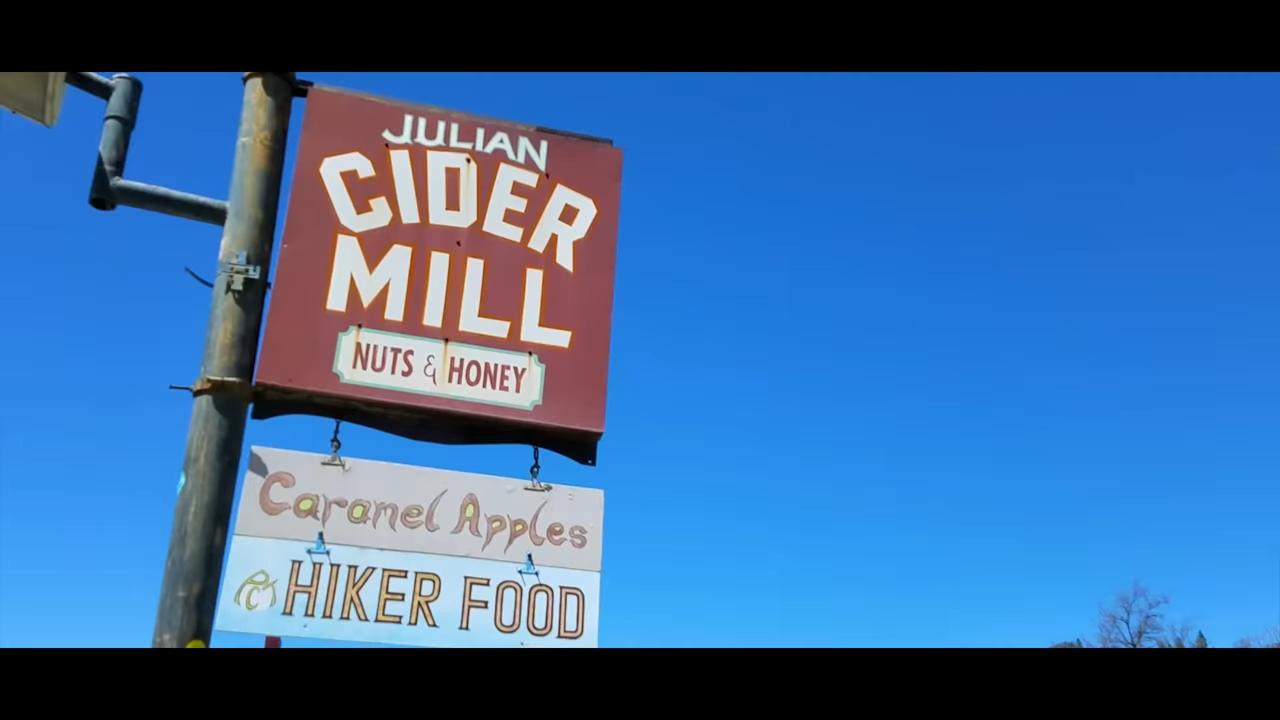 JULIAN
CIDER
MILL
NUTS & HONEY
Caramel Apples
HIKER FOOD